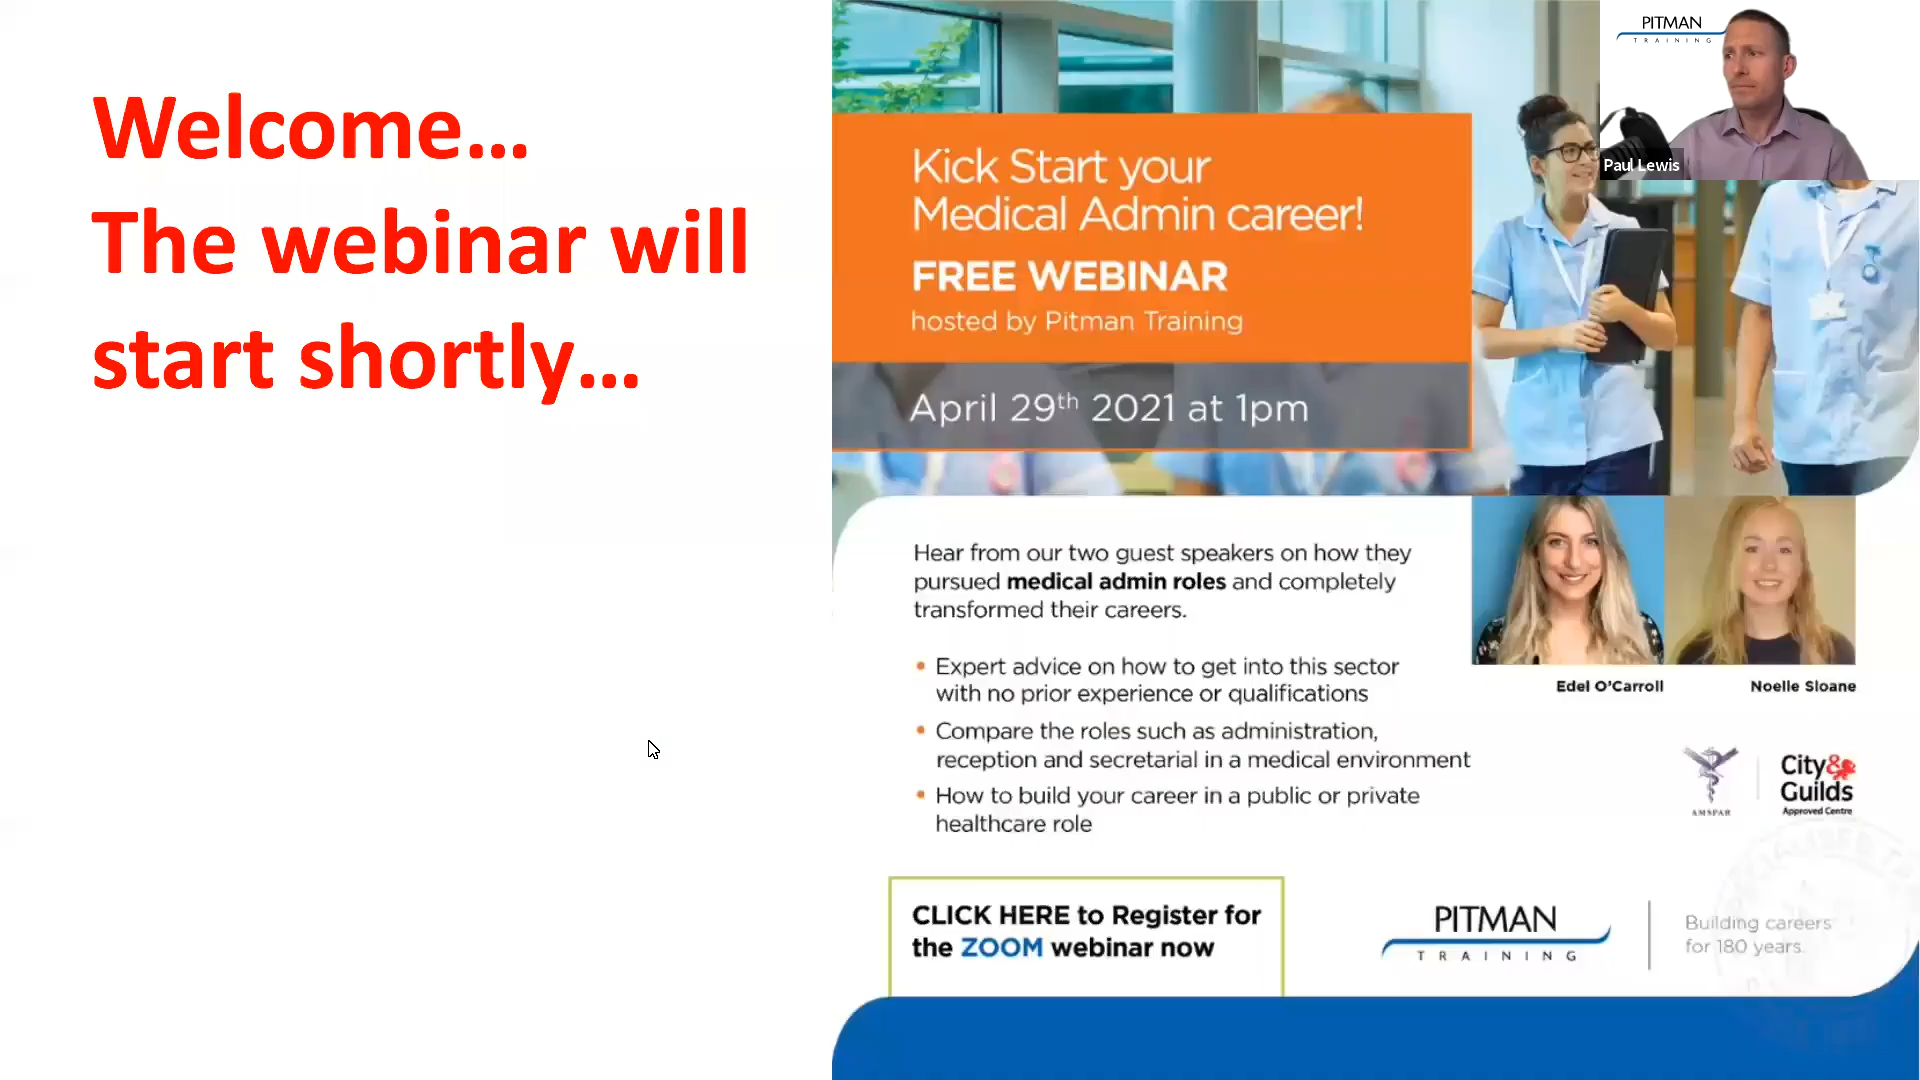 Welcome...
The webinar will
start shortly...
PITMAN
TRAINING
Paul Lewis
Kick Start your
Medical Admin career!
FREE WEBINAR
hosted by Pitman Training
April 29th 2021 at 1pm
Hear from our two guest speakers on how they
pursued medical admin roles and completely
transformed their careers.
• Expert advice on how to get into this sector
with no prior experience or qualifications
• Compare the roles such as administration,
reception and secretarial in a medical environment
• How to build your career in a public or private
healthcare role
Edel O'Carroll
Noelle Sloane
AMSPAR
City&
Guilds
Approved Centre
CLICK HERE to Register for
the ZOOM webinar now
PITMAN
TRAINING
Building careers
for 180 years.